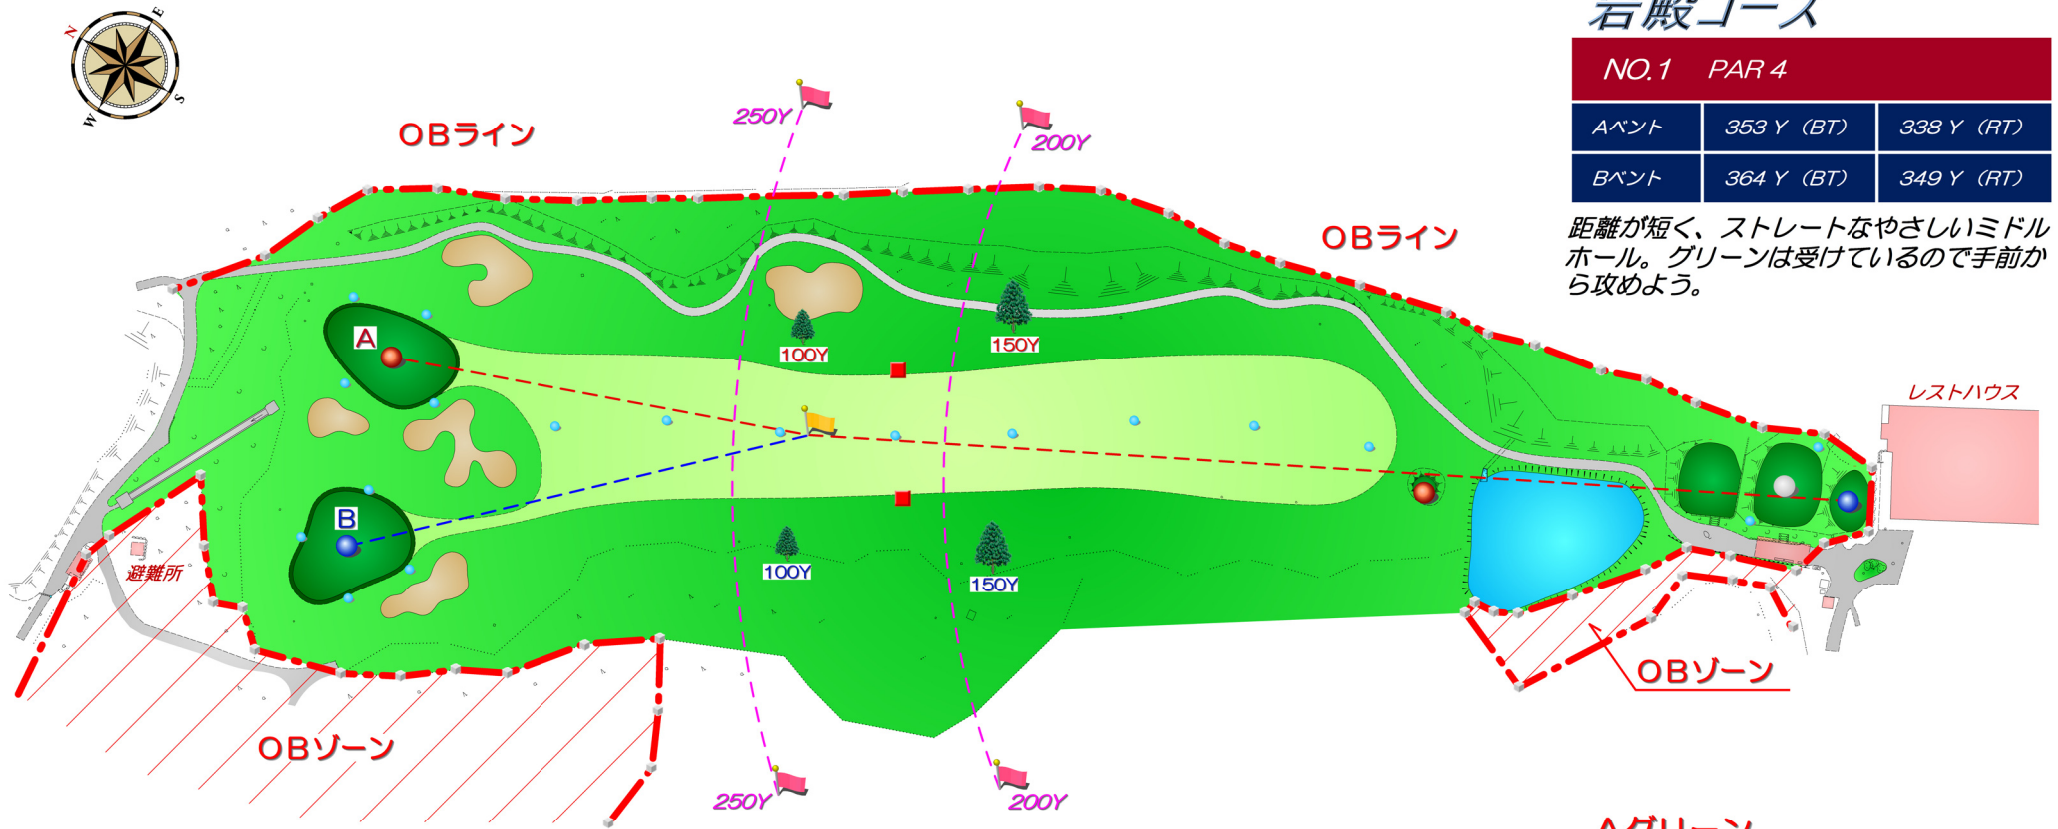 岩殿コース
NO.1 PAR 4
Aベント 353 Y (BT) 338 Y (RT)
Bベント 364 Y (BT) 349 Y (RT)
距離が短く、ストレートなやさしいミドル
ホール。グリーンは受けているので手前か
ら攻めよう。
N
E
S
W
OBライン
250Y
200Y
OBライン
レストハウス
A
100Y
150Y
B
100Y
150Y
避難所
OBゾーン
OBゾーン
250Y
200Y
Aグリーン